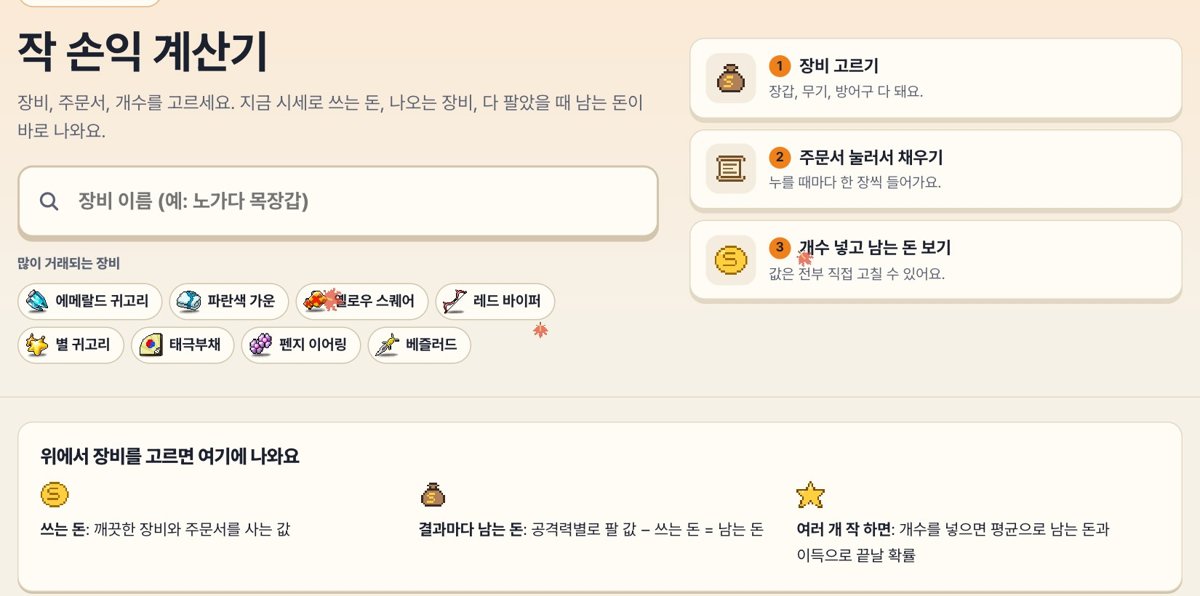 작 손익 계산기
장비, 주문서, 개수를 고르세요. 지금 시세로 쓰는 돈, 나오는 장비, 다 팔았을 때 남는 돈이
바로 나와요.
장비 이름 (예: 노가다 목장갑)
많이 거래되는 장비
에메랄드 귀고리
파란색 가운
옐로우 스퀘어
레드 바이퍼
별 귀고리
태극부채
펜지 이어링
베즐러드
1 장비 고르기
장갑, 무기, 방어구 다 돼요.
2 주문서 눌러서 채우기
누를 때마다 한 장씩 들어가요.
3 개수 넣고 남는 돈 보기
값은 전부 직접 고칠 수 있어요.
위에서 장비를 고르면 여기에 나와요
쓰는 돈: 깨끗한 장비와 주문서를 사는 값
결과마다 남는 돈: 공격력별로 팔 값 – 쓰는 돈 = 남는 돈
여러 개 작 하면: 개수를 넣으면 평균으로 남는 돈과
이득으로 끝날 확률